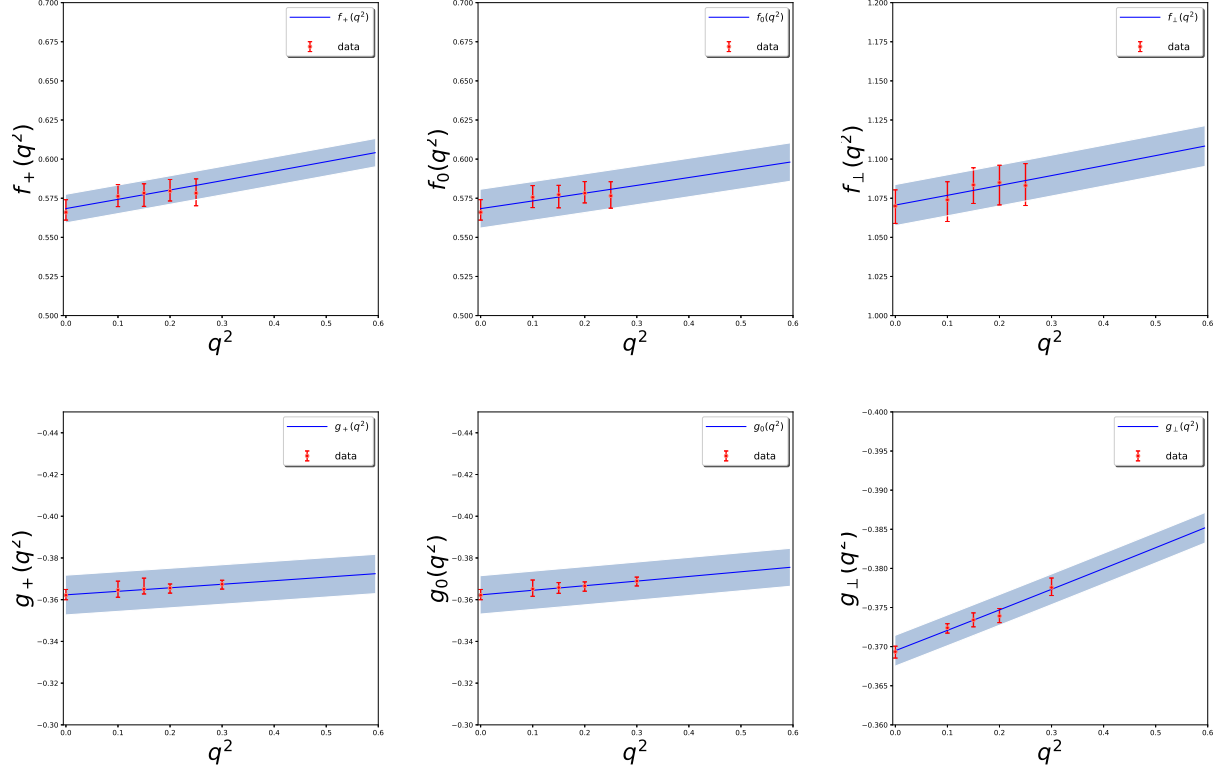 f₊(q²)
0.700
0.675
0.650
0.625
0.600
0.575
0.550
0.525
0.500
0.0 0.1 0.2 0.3 0.4 0.5 0.6
q²
f₊(q²)
data
f₀(q²)
0.700
0.675
0.650
0.625
0.600
0.575
0.550
0.525
0.500
0.0 0.1 0.2 0.3 0.4 0.5 0.6
q²
f₀(q²)
data
f⊥(q²)
1.200
1.175
1.150
1.125
1.100
1.075
1.050
1.025
1.000
0.0 0.1 0.2 0.3 0.4 0.5 0.6
q²
f⊥(q²)
data
g₊(q²)
−0.44
−0.42
−0.40
−0.38
−0.36
−0.34
−0.32
−0.30
0.0 0.1 0.2 0.3 0.4 0.5 0.6
q²
g₊(q²)
data
g₀(q²)
−0.44
−0.42
−0.40
−0.38
−0.36
−0.34
−0.32
−0.30
0.0 0.1 0.2 0.3 0.4 0.5 0.6
q²
g₀(q²)
data
g⊥(q²)
−0.400
−0.395
−0.390
−0.385
−0.380
−0.375
−0.370
−0.365
−0.360
0.0 0.1 0.2 0.3 0.4 0.5 0.6
q²
g⊥(q²)
data